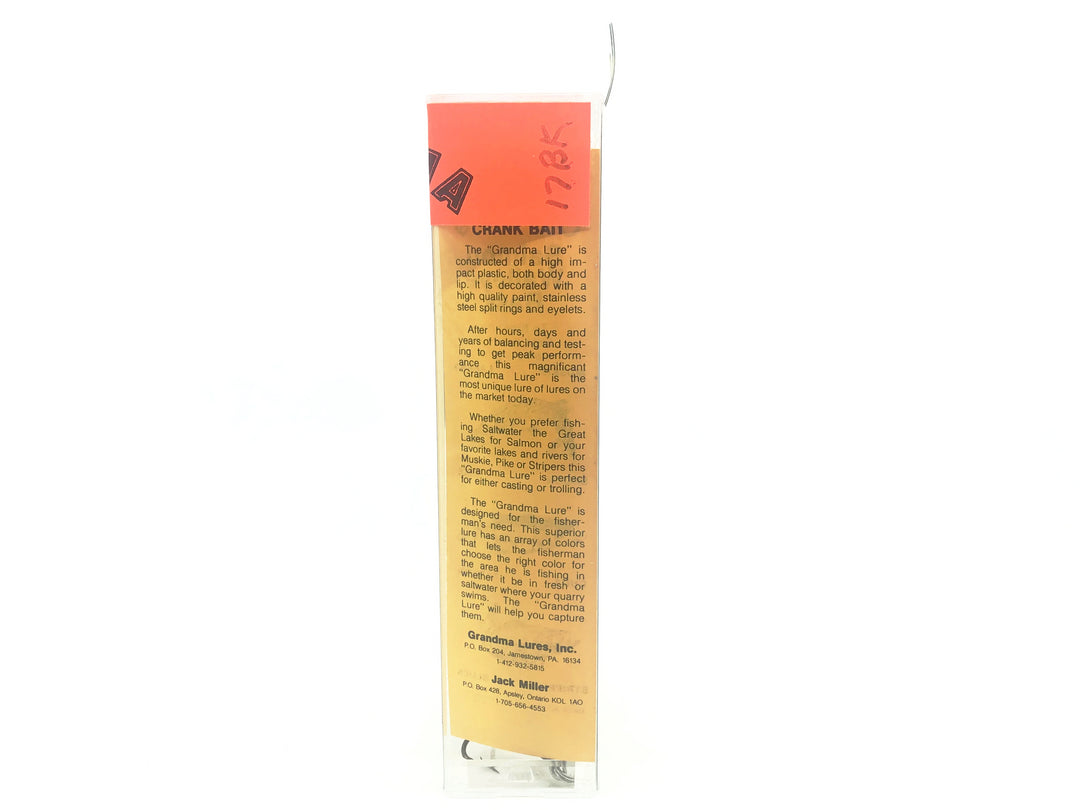 17BK
A
CRANK BAIT
The "Grandma Lure" is
constructed of a high im-
pact plastic, both body and
lip. It is decorated with a
high quality paint, stainless
steel split rings and eyelets.
After hours, days and
years of balancing and test-
ing to get peak perform-
ance this magnificant
"Grandma Lure" is the
most unique lure of lures on
the market today.
Whether you prefer fish-
ing Saltwater the Great
Lakes for Salmon or your
favorite lakes and rivers for
Muskie, Pike or Stripers this
"Grandma Lure" is perfect
for either casting or trolling.
The "Grandma Lure" is
designed for the fisher-
man's need. This superior
lure has an array of colors
that lets the fisherman
choose the right color for
the area he is fishing in
whether it be in fresh or
saltwater where your quarry
swims. The "Grandma
Lure" will help you capture
them.
Grandma Lures, Inc.
P.O. Box 204, Jamestown, PA. 16134
1-412-932-5815
Jack Miller
P.O. Box 428, Apsley, Ontario KOL 1AO
1-705-656-4553